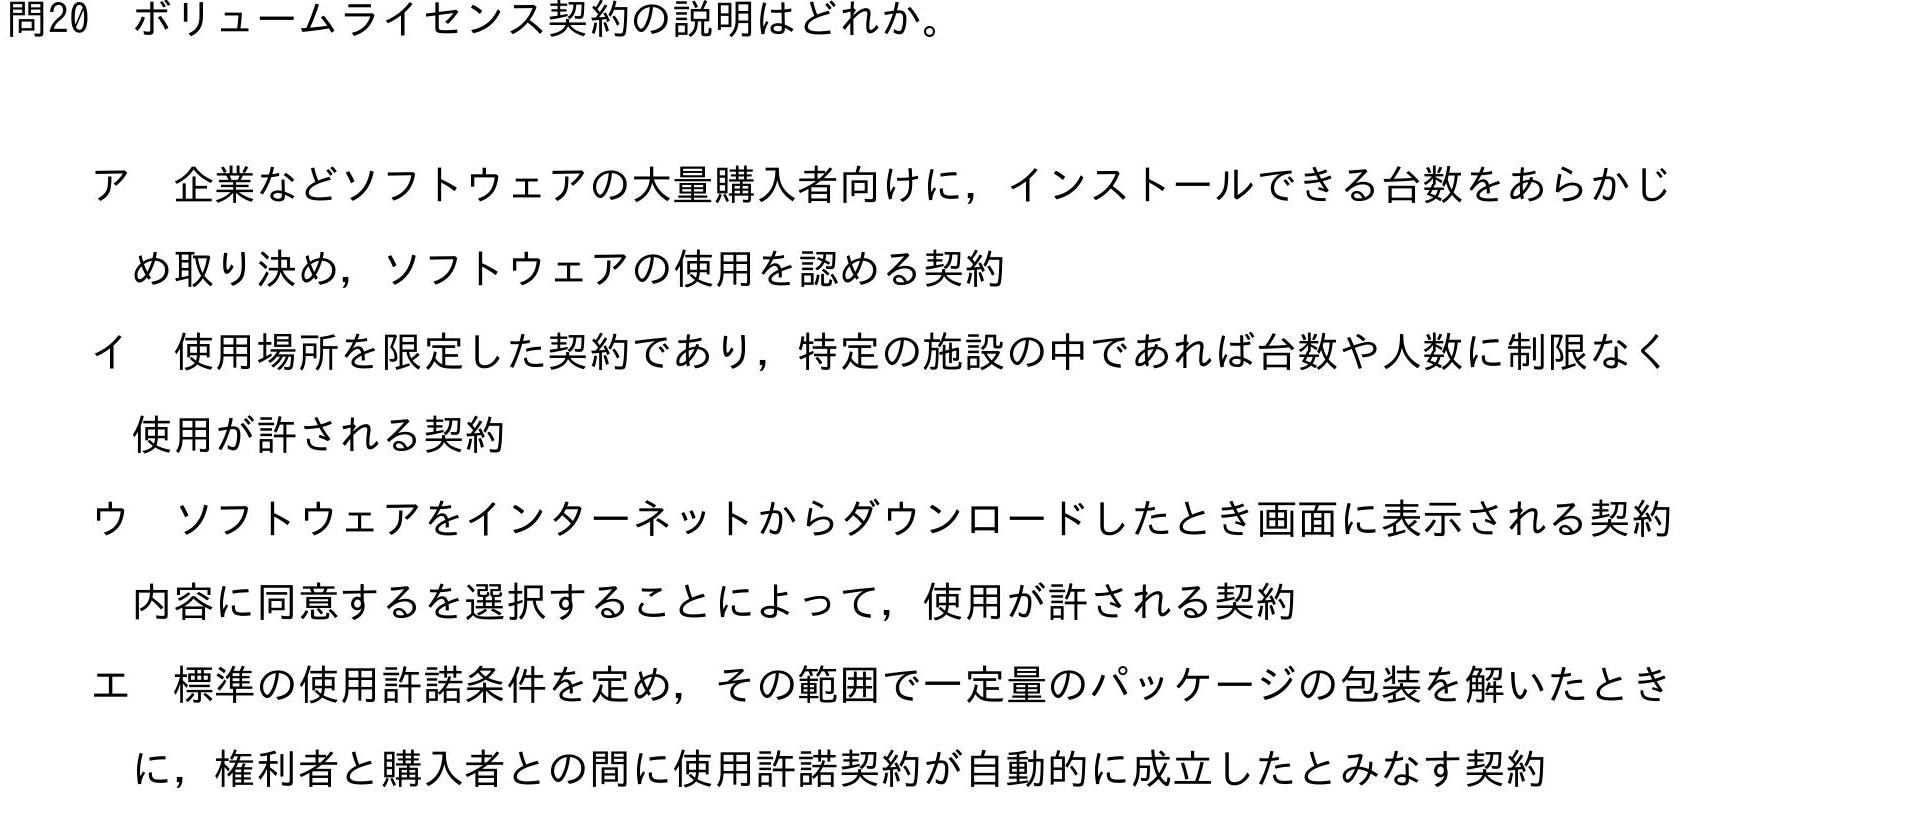 問20　ボリュームライセンス契約の説明はどれか。
ア　企業などソフトウェアの大量購入者向けに，インストールできる台数をあらかじ
め取り決め，ソフトウェアの使用を認める契約
イ　使用場所を限定した契約であり，特定の施設の中であれば台数や人数に制限なく
使用が許される契約
ウ　ソフトウェアをインターネットからダウンロードしたとき画面に表示される契約
内容に同意するを選択することによって，使用が許される契約
エ　標準の使用許諾条件を定め，その範囲で一定量のパッケージの包装を解いたとき
に，権利者と購入者との間に使用許諾契約が自動的に成立したとみなす契約